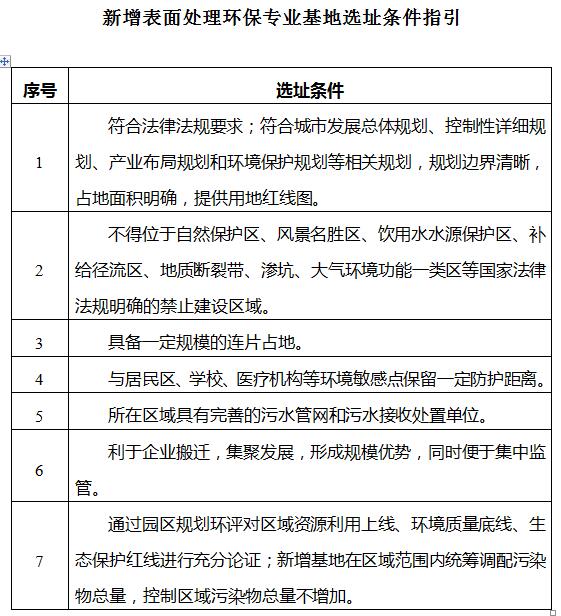 新增表面处理环保专业基地选址条件指引
序号 选址条件
符合法律法规要求；符合城市发展总体规划、控制性详细规
1 划、产业布局规划和环境保护规划等相关规划，规划边界清晰，
占地面积明确，提供用地红线图。
不得位于自然保护区、风景名胜区、饮用水水源保护区、补
2 给径流区、地质断裂带、渗坑、大气环境功能一类区等国家法律
法规明确的禁止建设区域。
3 具备一定规模的连片占地。
4 与居民区、学校、医疗机构等环境敏感点保留一定防护距离。
5 所在区域具有完善的污水管网和污水接收处置单位。
6 利于企业搬迁，集聚发展，形成规模优势，同时便于集中监
管。
通过园区规划环评对区域资源利用上线、环境质量底线、生
7 态保护红线进行充分论证；新增基地在区域范围内统筹调配污染
物总量，控制区域污染物总量不增加。